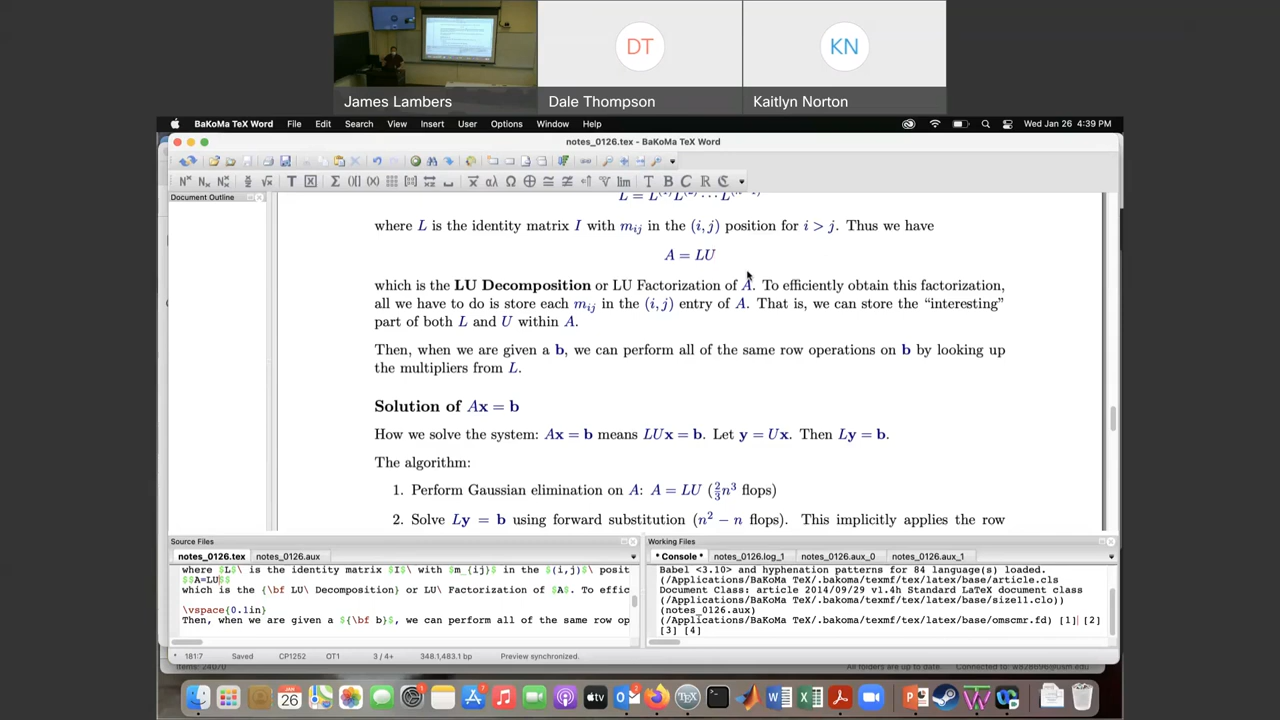 DT
KN
James Lambers
Dale Thompson
Kaitlyn Norton
BaKoMa TeX Word File Edit Search View Insert User Options Window Help Wed Jan 26 4:39 PM
notes_0126.tex - BaKoMa TeX Word
Document Outline
where L is the identity matrix I with m_ij in the (i, j) position for i > j. Thus we have
A = LU
which is the LU Decomposition or LU Factorization of A. To efficiently obtain this factorization,
all we have to do is store each m_ij in the (i, j) entry of A. That is, we can store the “interesting”
part of both L and U within A.
Then, when we are given a b, we can perform all of the same row operations on b by looking up
the multipliers from L.
Solution of Ax = b
How we solve the system: Ax = b means LUx = b. Let y = Ux. Then Ly = b.
The algorithm:
1. Perform Gaussian elimination on A: A = LU (2/3 n³ flops)
2. Solve Ly = b using forward substitution (n² − n flops). This implicitly applies the row
Source Files
notes_0126.tex notes_0126.aux
where $L$\ is the identity matrix $I$\ with $m_{ij}$ in the $(i,j)$\ posit
$$A=LU$$
which is the {\bf LU\ Decomposition} or LU\ Factorization of $A$. To effic
\vspace{0.1in}
Then, when we are given a ${\bf b}$, we can perform all of the same row op
Working Files
* Console * notes_0126.log_1 notes_0126.aux_0 notes_0126.aux_1
Babel <3.10> and hyphenation patterns for 84 language(s) loaded.
(/Applications/BaKoMa TeX/.bakoma/texmf/tex/latex/base/article.cls
Document Class: article 2014/09/29 v1.4h Standard LaTeX document class
(/Applications/BaKoMa TeX/.bakoma/texmf/tex/latex/base/size11.clo))
(notes_0126.aux)
(/Applications/BaKoMa TeX/.bakoma/texmf/tex/latex/base/omscmr.fd) [1] [2]
[3] [4]
* 181:7 Saved CP1252 OT1 3 / 4+ 348.1,483.1 bp Preview synchronized.